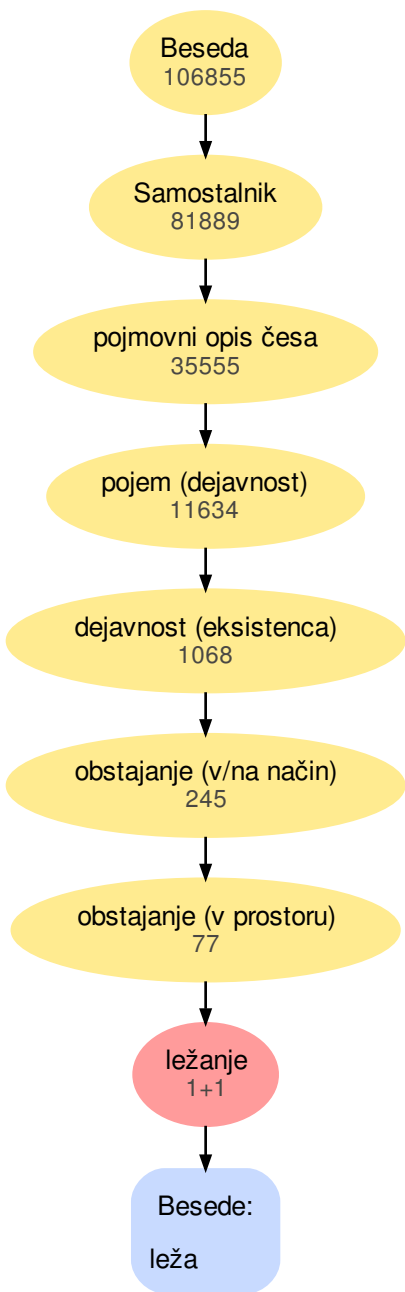 Beseda
106855
Samostalnik
81889
pojmovni opis česa
35555
pojem (dejavnost)
11634
dejavnost (eksistenca)
1068
obstajanje (v/na način)
245
obstajanje (v prostoru)
77
ležanje
1+1
Besede:
leža